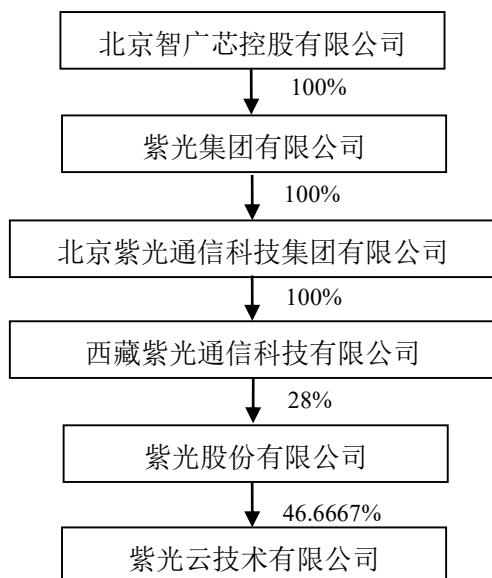 北京智广芯控股有限公司
100%
紫光集团有限公司
100%
北京紫光通信科技集团有限公司
100%
西藏紫光通信科技有限公司
28%
紫光股份有限公司
46.6667%
紫光云技术有限公司